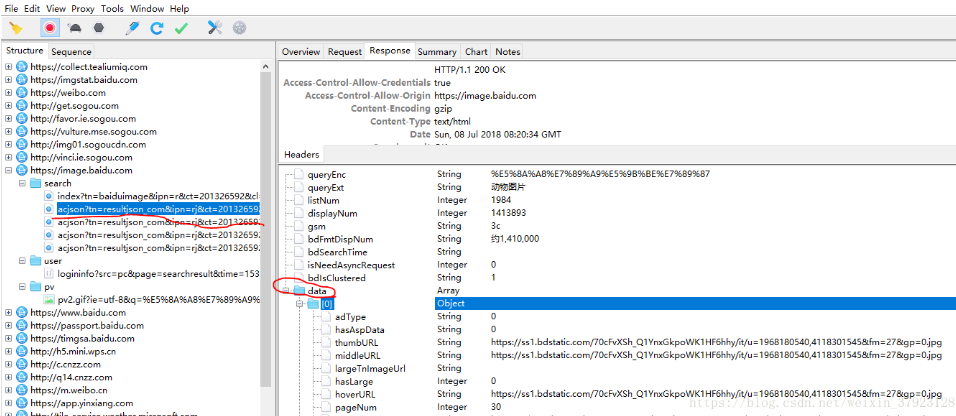 File Edit View Proxy Tools Window Help
Structure Sequence
https://collect.tealiumiq.com
https://imgstat.baidu.com
https://weibo.com
http://get.sogou.com
http://favor.ie.sogou.com
https://vulture.mse.sogou.com
http://img01.sogoucdn.com
http://vinci.ie.sogou.com
https://image.baidu.com
search
index?tn=baiduimage&ipn=r&ct=201326592&cl=
acjson?tn=resultjson_com&ipn=rj&ct=201326592
acjson?tn=resultjson_com&ipn=rj&ct=201326592
acjson?tn=resultjson_com&ipn=rj&ct=201326592
acjson?tn=resultjson_com&ipn=rj&ct=201326592
user
logininfo?src=pc&page=searchresult&time=153
pv
pv2.gif?ie=utf-8&q=%E5%8A%A8%E7%89%A9%
https://www.baidu.com
https://passport.baidu.com
https://timgsa.baidu.com
http://h5.mini.wps.cn
http://c.cnzz.com
http://q14.cnzz.com
https://m.weibo.cn
https://app.yinxiang.com
Overview Request Response Summary Chart Notes
HTTP/1.1 200 OK
Access-Control-Allow-Credentials true
Access-Control-Allow-Origin https://image.baidu.com
Content-Encoding gzip
Content-Type text/html
Date Sun, 08 Jul 2018 08:20:34 GMT
Headers
queryEnc String %E5%8A%A8%E7%89%A9%E5%9B%BE%E7%89%87
queryExt String 动物图片
listNum Integer 1984
displayNum Integer 1413893
gsm String 3c
bdFmtDispNum String 约1,410,000
bdSearchTime String
isNeedAsyncRequest Integer 0
bdIsClustered String 1
data Array
[0] Object
adType String 0
hasAspData String 0
thumbURL String https://ss1.bdstatic.com/70cFvXSh_Q1YnxGkpoWK1HF6hhy/it/u=1968180540,4118301545&fm=27&gp=0.jpg
middleURL String https://ss1.bdstatic.com/70cFvXSh_Q1YnxGkpoWK1HF6hhy/it/u=1968180540,4118301545&fm=27&gp=0.jpg
largeTnImageUrl String
hasLarge Integer 0
hoverURL String https://ss1.bdstatic.com/70cFvXSh_Q1YnxGkpoWK1HF6hhy/it/u=1968180540,4118301545&fm=27&gp=0.jpg
pageNum Integer 30
https://blog.csdn.net/weixin_37923128